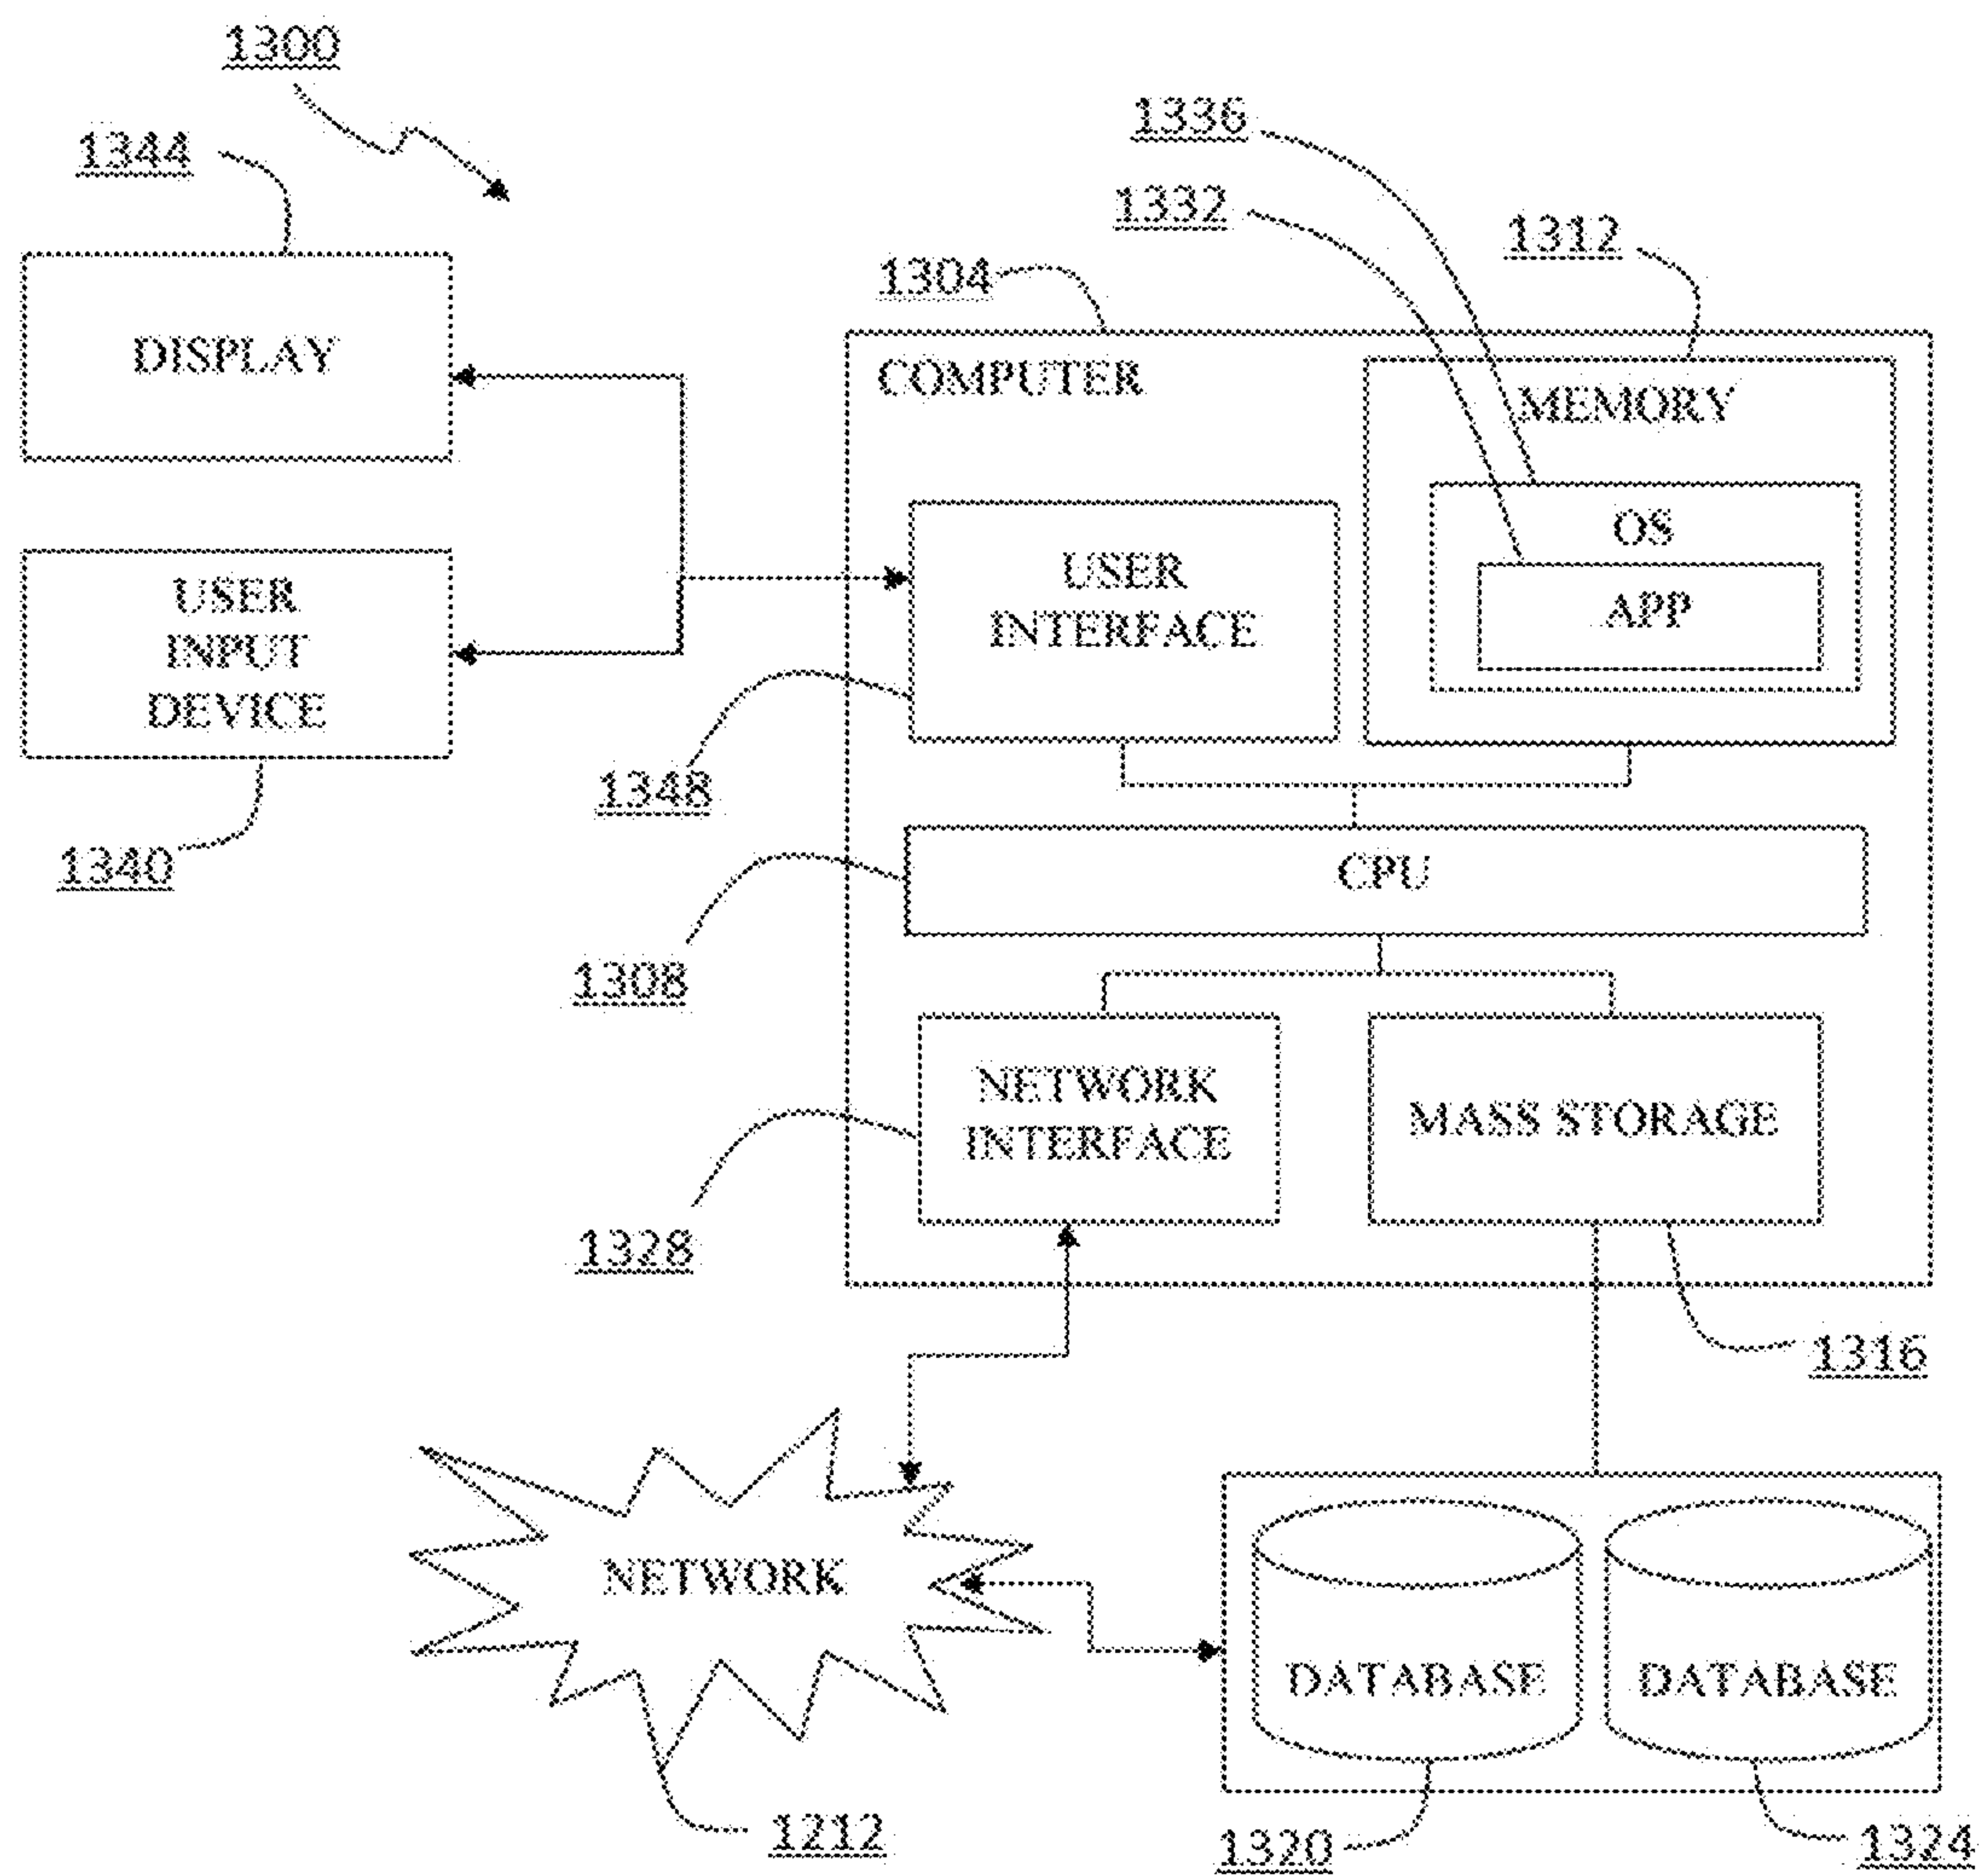 1300
1344
1336
1332
1312
1304
DISPLAY
COMPUTER
MEMORY
OS
APP
USER
INTERFACE
USER
INPUT
DEVICE
1348
1340
CPU
1308
NETWORK
INTERFACE
MASS STORAGE
1328
1316
NETWORK
DATABASE
DATABASE
1212
1320
1324